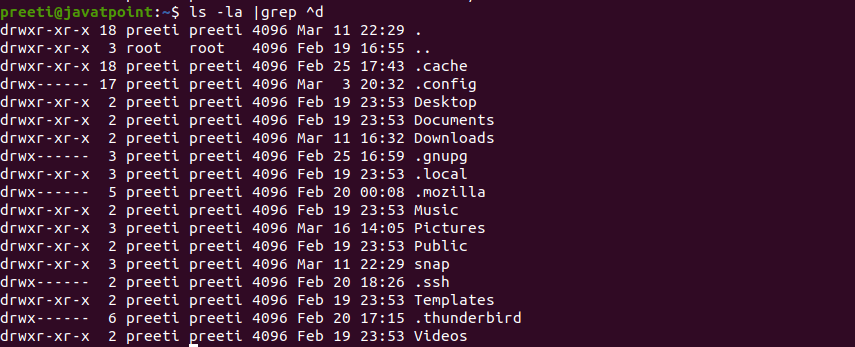 preeti@javatpoint:~$ ls -la |grep ^d
drwxr-xr-x 18 preeti preeti 4096 Mar 11 22:29 .
drwxr-xr-x  3 root   root   4096 Feb 19 16:55 ..
drwxr-xr-x 18 preeti preeti 4096 Feb 25 17:43 .cache
drwx------ 17 preeti preeti 4096 Mar  3 20:32 .config
drwxr-xr-x  2 preeti preeti 4096 Feb 19 23:53 Desktop
drwxr-xr-x  2 preeti preeti 4096 Feb 19 23:53 Documents
drwxr-xr-x  2 preeti preeti 4096 Mar 11 16:32 Downloads
drwx------  3 preeti preeti 4096 Feb 25 16:59 .gnupg
drwxr-xr-x  3 preeti preeti 4096 Feb 19 23:53 .local
drwx------  5 preeti preeti 4096 Feb 20 00:08 .mozilla
drwxr-xr-x  2 preeti preeti 4096 Feb 19 23:53 Music
drwxr-xr-x  3 preeti preeti 4096 Mar 16 14:05 Pictures
drwxr-xr-x  2 preeti preeti 4096 Feb 19 23:53 Public
drwxr-xr-x  3 preeti preeti 4096 Mar 11 22:29 snap
drwx------  2 preeti preeti 4096 Feb 20 18:26 .ssh
drwxr-xr-x  2 preeti preeti 4096 Feb 19 23:53 Templates
drwx------  6 preeti preeti 4096 Feb 20 17:15 .thunderbird
drwxr-xr-x  2 preeti preeti 4096 Feb 19 23:53 Videos